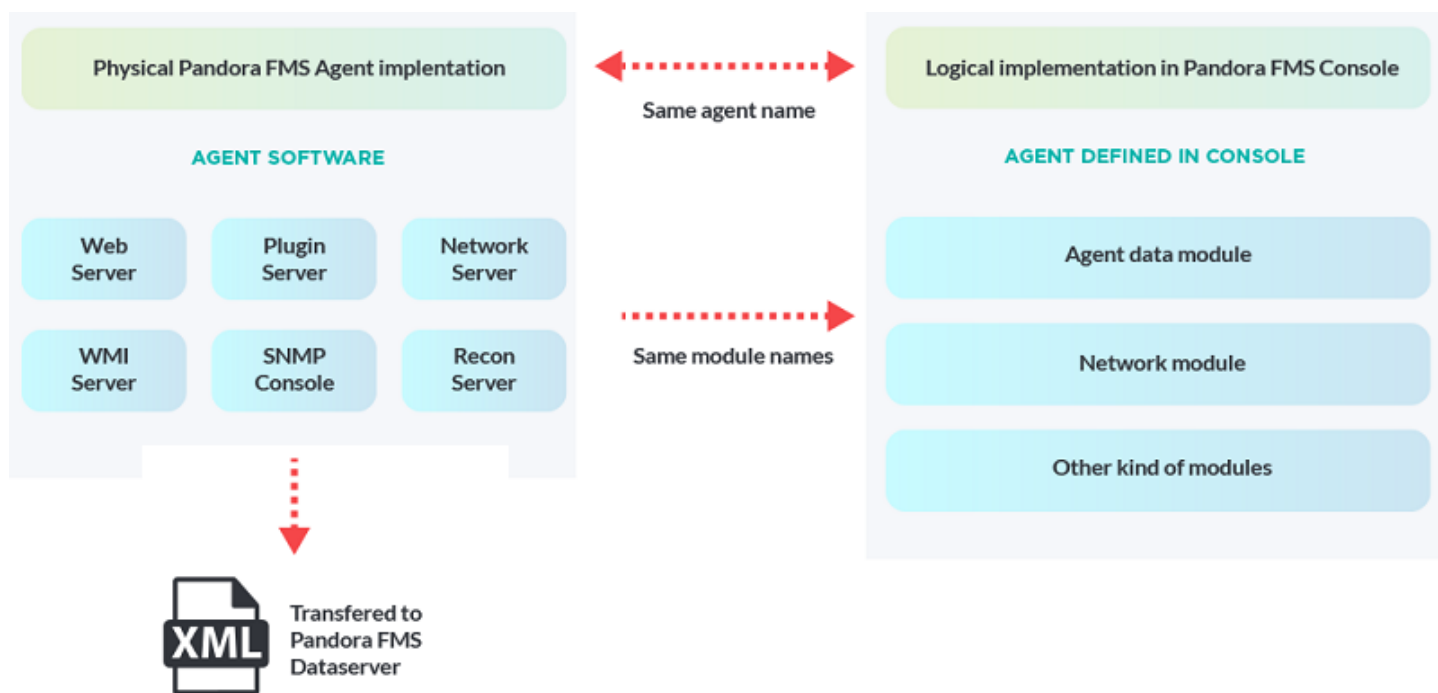 Physical Pandora FMS Agent implentation
Same agent name
Logical implementation in Pandora FMS Console
AGENT SOFTWARE
AGENT DEFINED IN CONSOLE
Web
Server
Plugin
Server
Network
Server
WMI
Server
SNMP
Console
Recon
Server
Same module names
Agent data module
Network module
Other kind of modules
XML
Transfered to
Pandora FMS
Dataserver